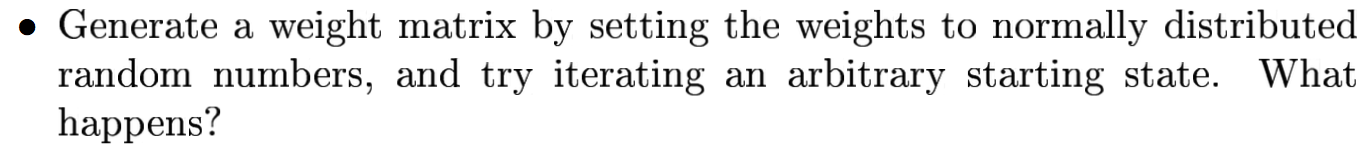 • Generate a weight matrix by setting the weights to normally distributed
random numbers, and try iterating an arbitrary starting state. What
happens?